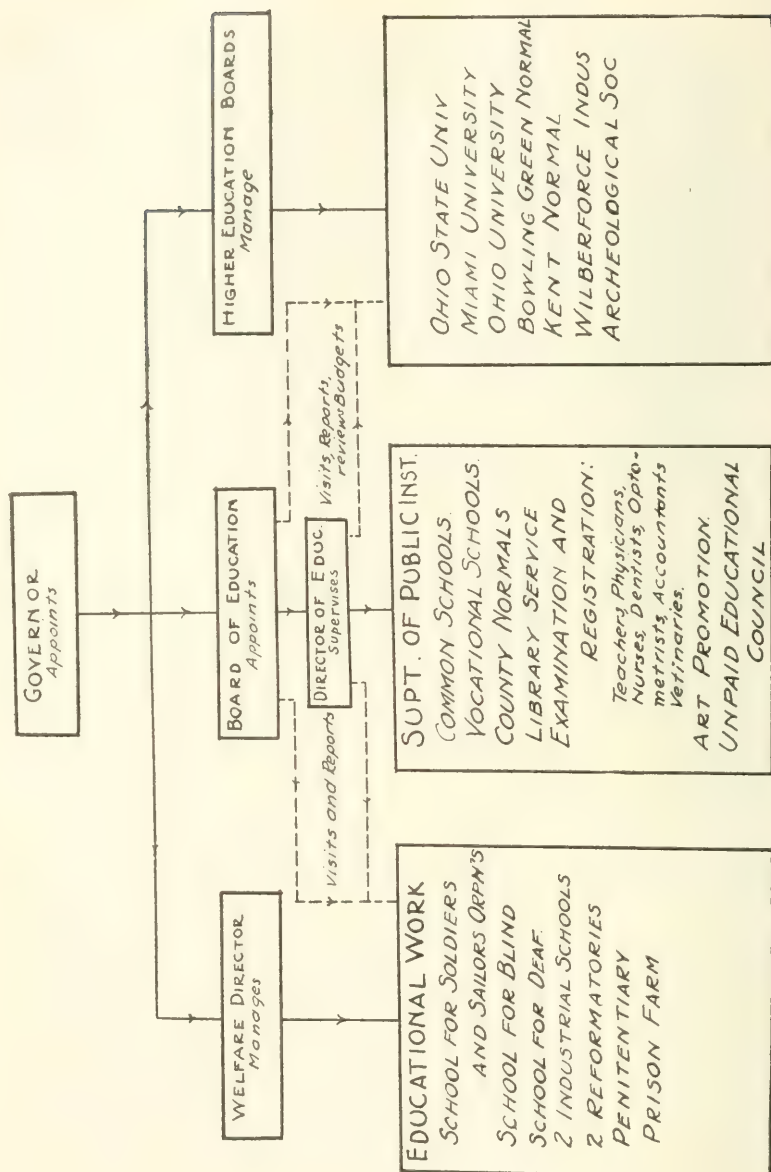 GOVERNOR
Appoints
WELFARE DIRECTOR
Manages
BOARD OF EDUCATION
Appoints
HIGHER EDUCATION BOARDS
Manage
DIRECTOR OF EDUC.
Supervises
Visits and Reports
Visits, Reports,
reviews Budgets
EDUCATIONAL WORK
SCHOOL FOR SOLDIERS
AND SAILORS ORPN'S
SCHOOL FOR BLIND
SCHOOL FOR DEAF.
2 INDUSTRIAL SCHOOLS
2 REFORMATORIES
PENITENTIARY
PRISON FARM
SUPT. OF PUBLIC INST.
COMMON SCHOOLS.
VOCATIONAL SCHOOLS.
COUNTY NORMALS
LIBRARY SERVICE
EXAMINATION AND
REGISTRATION:
Teachers, Physicians,
Nurses, Dentists, Opto-
metrists, Accountants
Vetinaries.
ART PROMOTION.
UNPAID EDUCATIONAL
COUNCIL
OHIO STATE UNIV
MIAMI UNIVERSITY
OHIO UNIVERSITY
BOWLING GREEN NORMAL
KENT NORMAL
WILBERFORCE INDUS
ARCHEOLOGICAL SOC